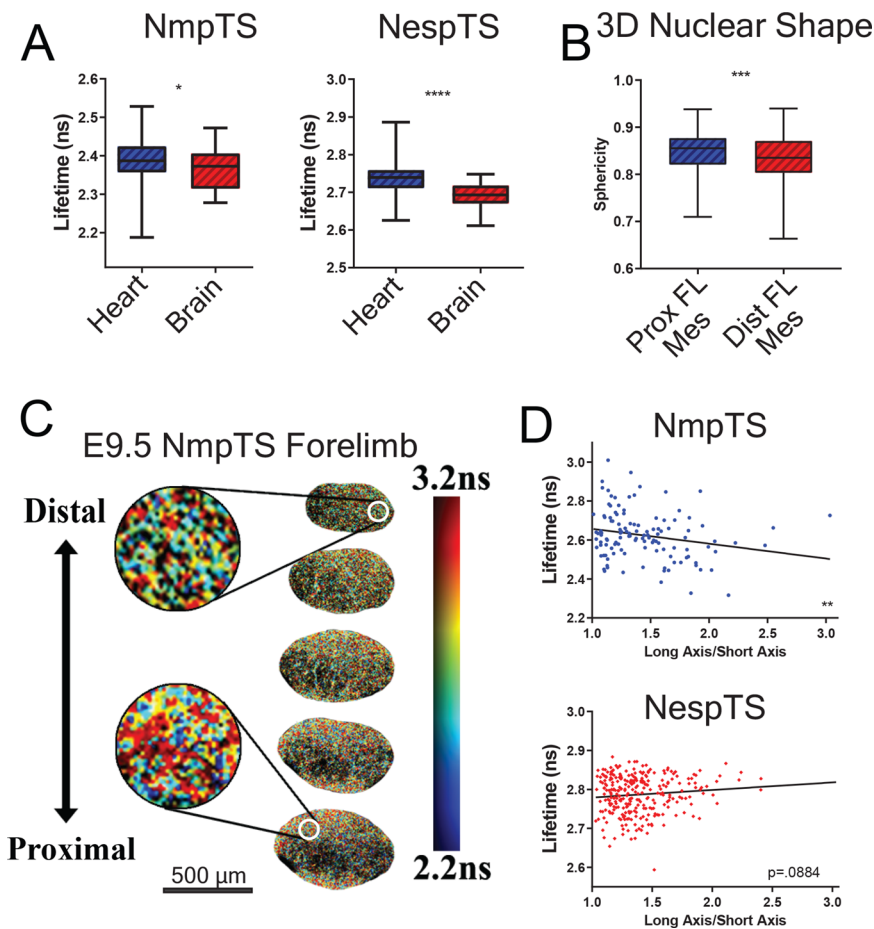 A
NmpTS
NespTS
B
3D Nuclear Shape
Lifetime (ns)
2.6
2.5
2.4
2.3
2.2
*
Heart
Brain
Lifetime (ns)
3.0
2.9
2.8
2.7
2.6
2.5
****
Heart
Brain
Sphericity
1.0
0.9
0.8
0.7
0.6
***
Prox FL
Mes
Dist FL
Mes
C
E9.5 NmpTS Forelimb
Distal
Proximal
3.2ns
2.2ns
500 µm
D
NmpTS
Lifetime (ns)
3.0
2.8
2.6
2.4
2.2
**
1.0 1.5 2.0 2.5 3.0
Long Axis/Short Axis
NespTS
Lifetime (ns)
3.0
2.9
2.8
2.7
2.6
p=.0884
1.0 1.5 2.0 2.5 3.0
Long Axis/Short Axis